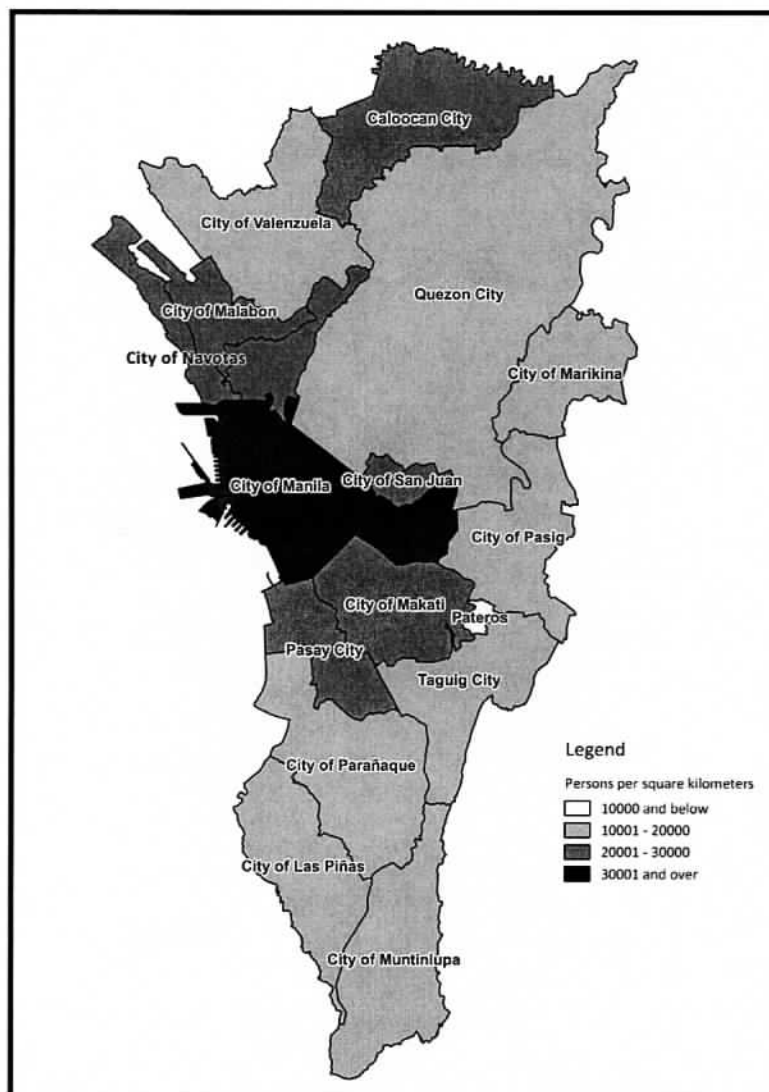 Caloocan City
City of Valenzuela
Quezon City
City of Malabon
City of Navotas
City of Marikina
City of San Juan
City of Manila
City of Pasig
City of Makati
Pateros
Pasay City
Taguig City
City of Parañaque
City of Las Piñas
City of Muntinlupa
Legend
Persons per square kilometers
10000 and below
10001 - 20000
20001 - 30000
30001 and over